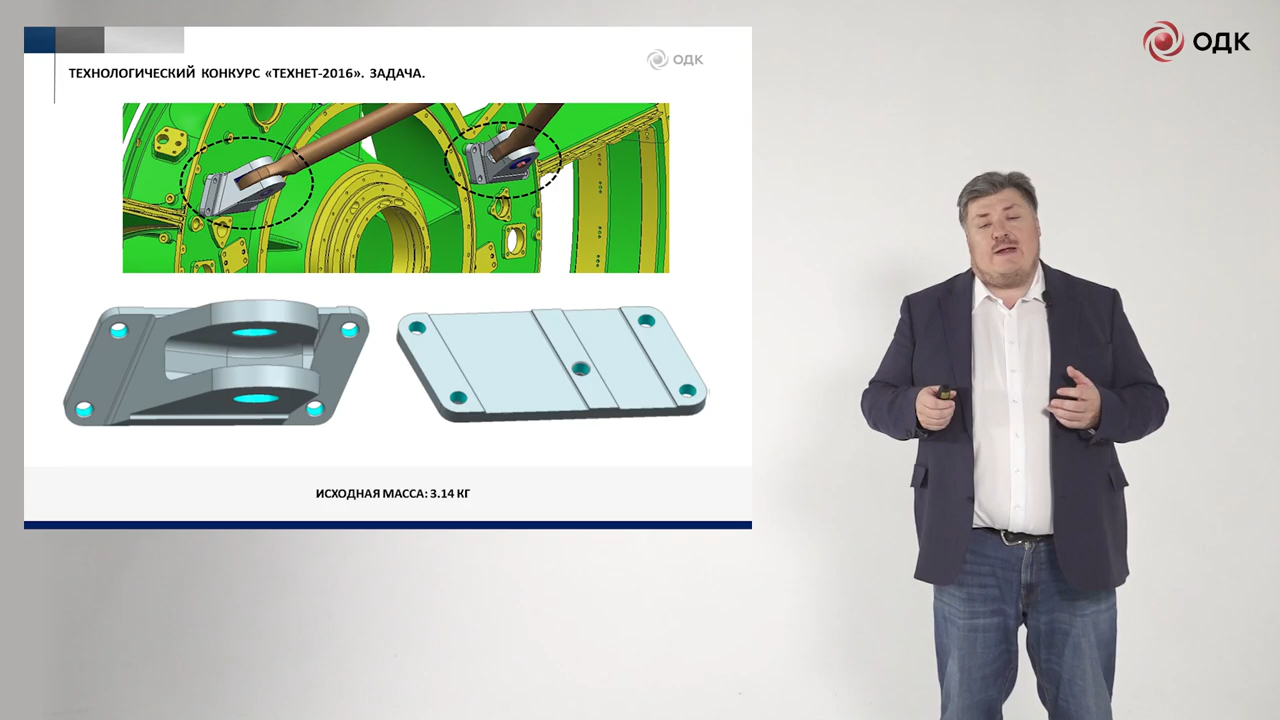 ОДК
ТЕХНОЛОГИЧЕСКИЙ КОНКУРС «ТЕХНЕТ-2016». ЗАДАЧА.
ОДК
ИСХОДНАЯ МАССА: 3.14 КГ